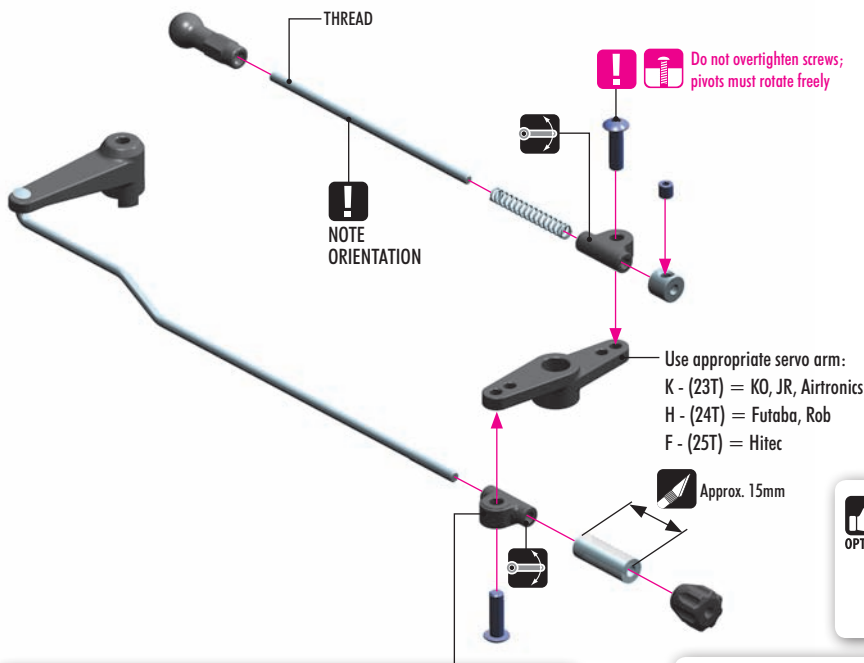 THREAD
Do not overtighten screws;
pivots must rotate freely
NOTE
ORIENTATION
Use appropriate servo arm:
K - (23T) = KO, JR, Airtronics
H - (24T) = Futaba, Rob
F - (25T) = Hitec
Approx. 15mm
OPT